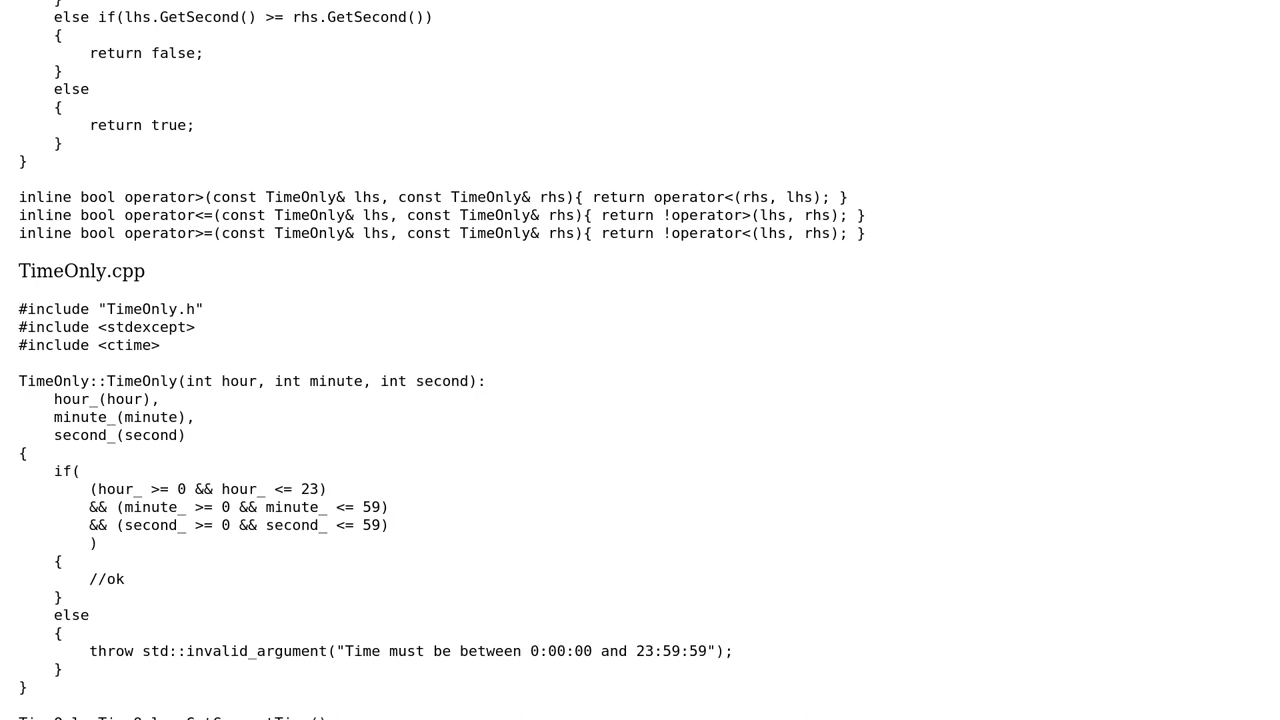 }
    else if(lhs.GetSecond() >= rhs.GetSecond())
    {
        return false;
    }
    else
    {
        return true;
    }
}

inline bool operator>(const TimeOnly& lhs, const TimeOnly& rhs){ return operator<(rhs, lhs); }
inline bool operator<=(const TimeOnly& lhs, const TimeOnly& rhs){ return !operator>(lhs, rhs); }
inline bool operator>=(const TimeOnly& lhs, const TimeOnly& rhs){ return !operator<(lhs, rhs); }

TimeOnly.cpp

#include "TimeOnly.h"
#include <stdexcept>
#include <ctime>

TimeOnly::TimeOnly(int hour, int minute, int second):
    hour_(hour),
    minute_(minute),
    second_(second)
{
    if(
        (hour_ >= 0 && hour_ <= 23)
        && (minute_ >= 0 && minute_ <= 59)
        && (second_ >= 0 && second_ <= 59)
        )
    {
        //ok
    }
    else
    {
        throw std::invalid_argument("Time must be between 0:00:00 and 23:59:59");
    }
}